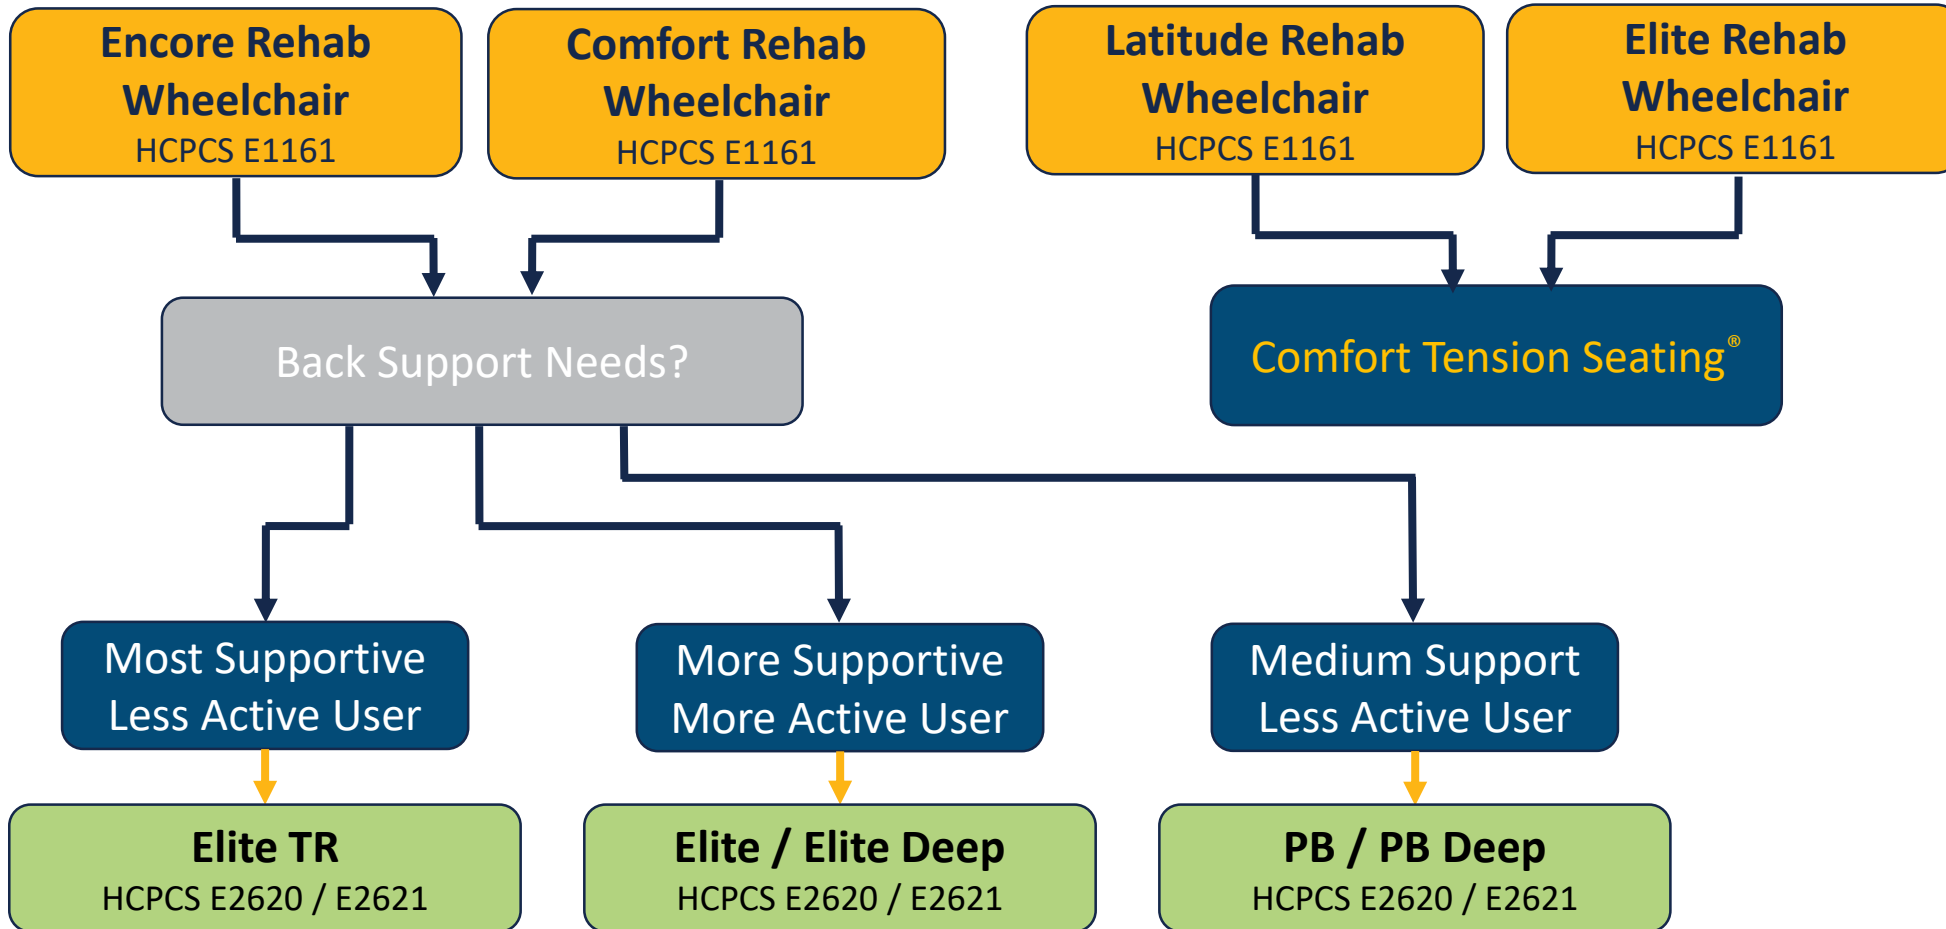 Encore Rehab
Wheelchair
HCPCS E1161
Comfort Rehab
Wheelchair
HCPCS E1161
Latitude Rehab
Wheelchair
HCPCS E1161
Elite Rehab
Wheelchair
HCPCS E1161
Back Support Needs?
Comfort Tension Seating®
Most Supportive
Less Active User
More Supportive
More Active User
Medium Support
Less Active User
Elite TR
HCPCS E2620 / E2621
Elite / Elite Deep
HCPCS E2620 / E2621
PB / PB Deep
HCPCS E2620 / E2621